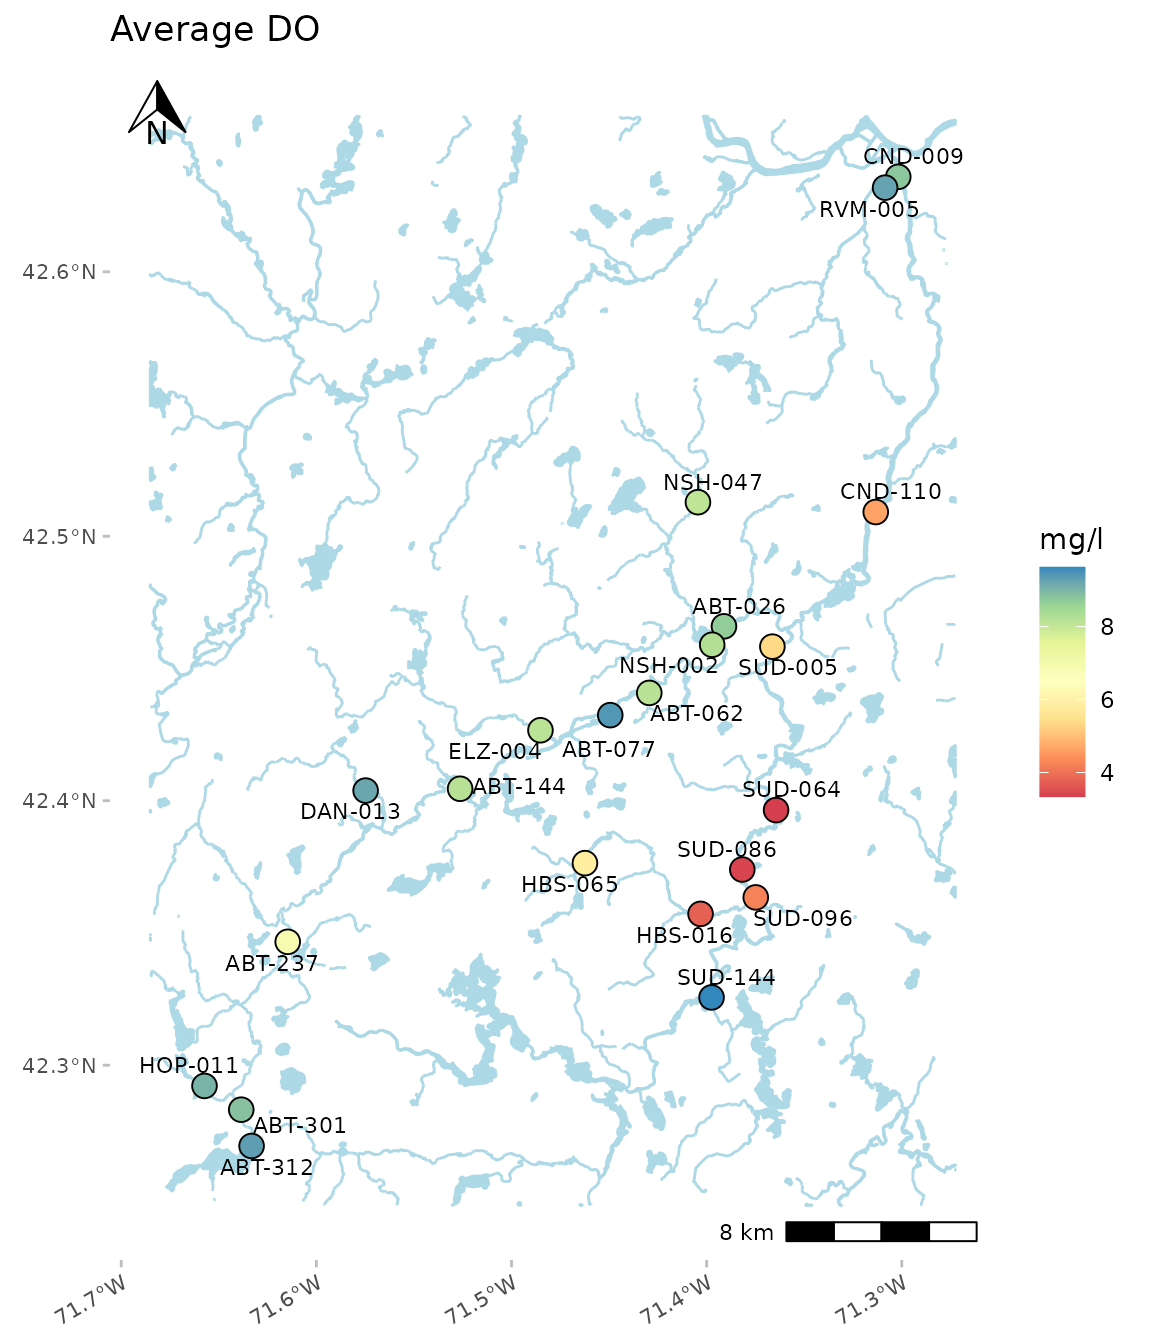 Average DO
N
CND-009
RVM-005
42.6°N
NSH-047
CND-110
42.5°N
mg/l
ABT-026
8
NSH-002
SUD-005
6
ABT-062
ELZ-004
ABT-077
4
ABT-144
SUD-064
42.4°N
DAN-013
SUD-086
HBS-065
SUD-096
HBS-016
ABT-237
SUD-144
42.3°N
HOP-011
ABT-301
ABT-312
8 km
71.7°W
71.6°W
71.5°W
71.4°W
71.3°W